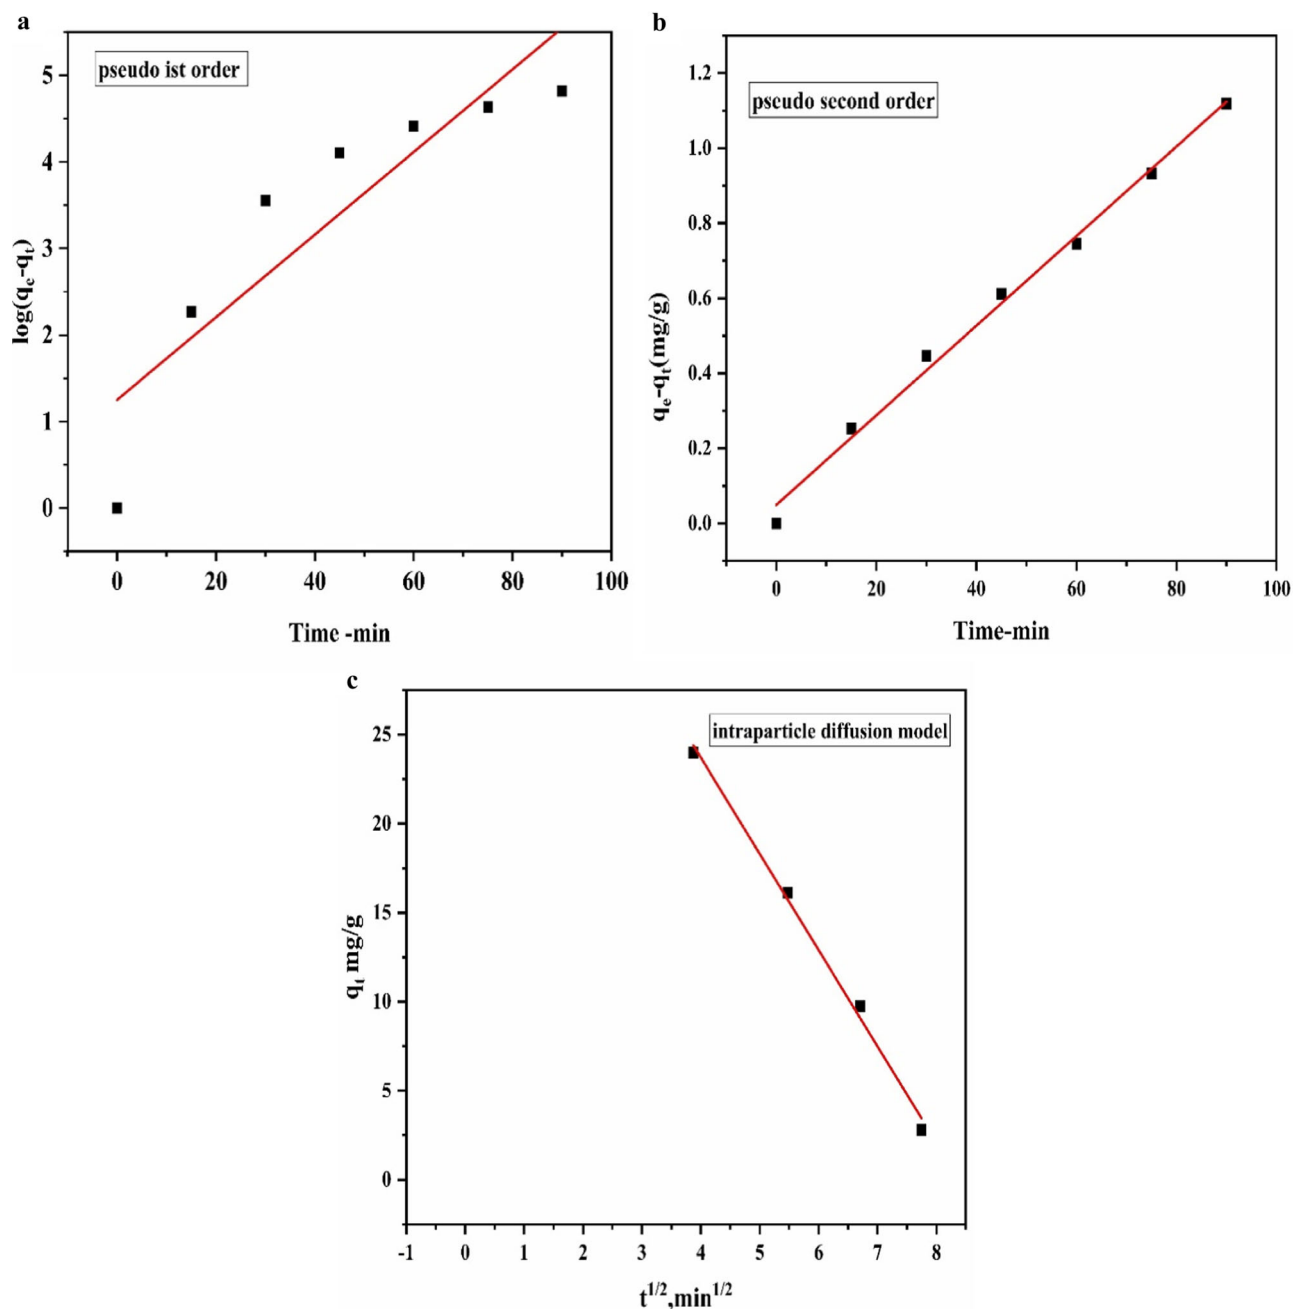 a
pseudo ist order
5
4
3
2
1
0
log(qₑ-qₜ)
0 20 40 60 80 100
Time -min
b
pseudo second order
1.2
1.0
0.8
0.6
0.4
0.2
0.0
qₑ-qₜ(mg/g)
0 20 40 60 80 100
Time-min
c
intraparticle diffusion model
25
20
15
10
5
0
qₜ mg/g
-1 0 1 2 3 4 5 6 7 8
t^1/2,min^1/2